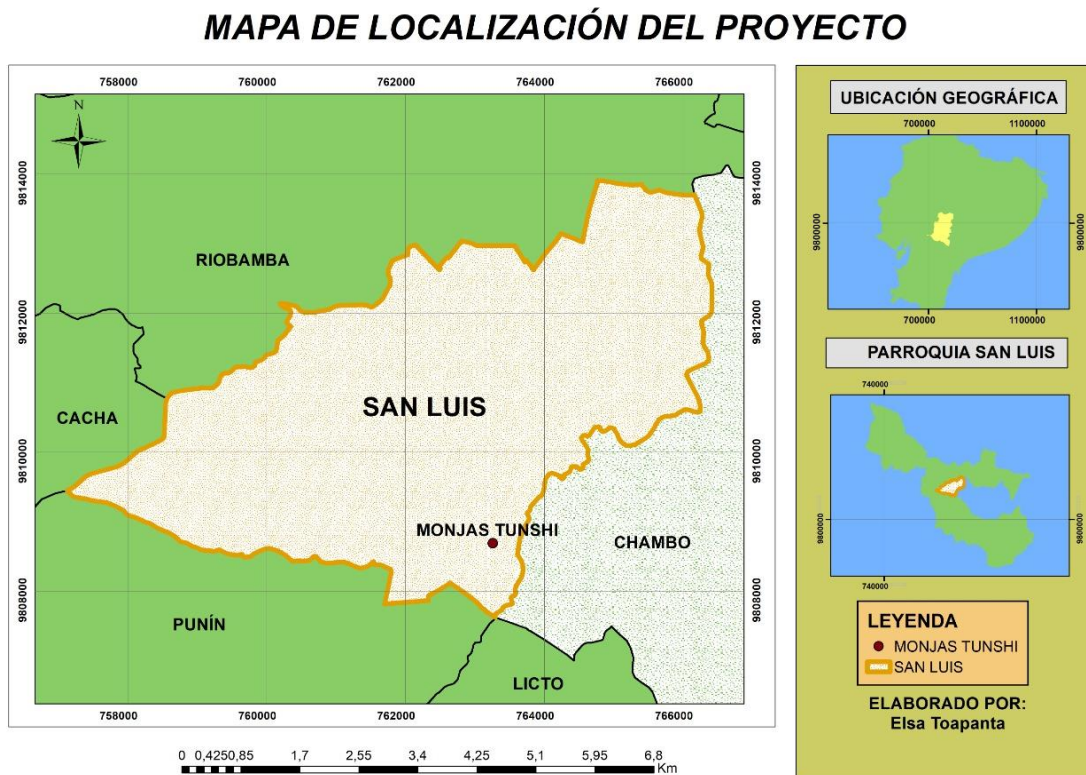 MAPA DE LOCALIZACIÓN DEL PROYECTO
758000 760000 762000 764000 766000
N
9814000 9814000
RIOBAMBA
9812000 9812000
CACHA
SAN LUIS
9810000 9810000
MONJAS TUNSHI
CHAMBO
9808000 9808000
PUNÍN
LICTO
758000 760000 762000 764000 766000
0 0,4250,85 1,7 2,55 3,4 4,25 5,1 5,95 6,8
Km
UBICACIÓN GEOGRÁFICA
700000 1100000
9800000 9800000
700000 1100000
PARROQUIA SAN LUIS
740000
9800000 9800000
740000
LEYENDA
MONJAS TUNSHI
SAN LUIS
ELABORADO POR:
Elsa Toapanta